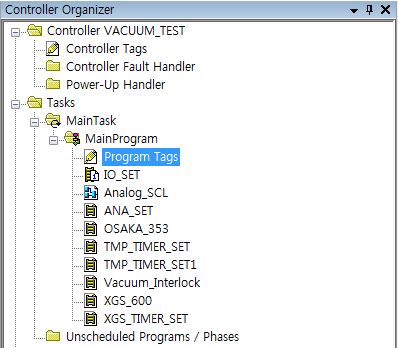 Controller Organizer
Controller VACUUM_TEST
Controller Tags
Controller Fault Handler
Power-Up Handler
Tasks
MainTask
MainProgram
Program Tags
IO_SET
Analog_SCL
ANA_SET
OSAKA_353
TMP_TIMER_SET
TMP_TIMER_SET1
Vacuum_Interlock
XGS_600
XGS_TIMER_SET
Unscheduled Programs / Phases